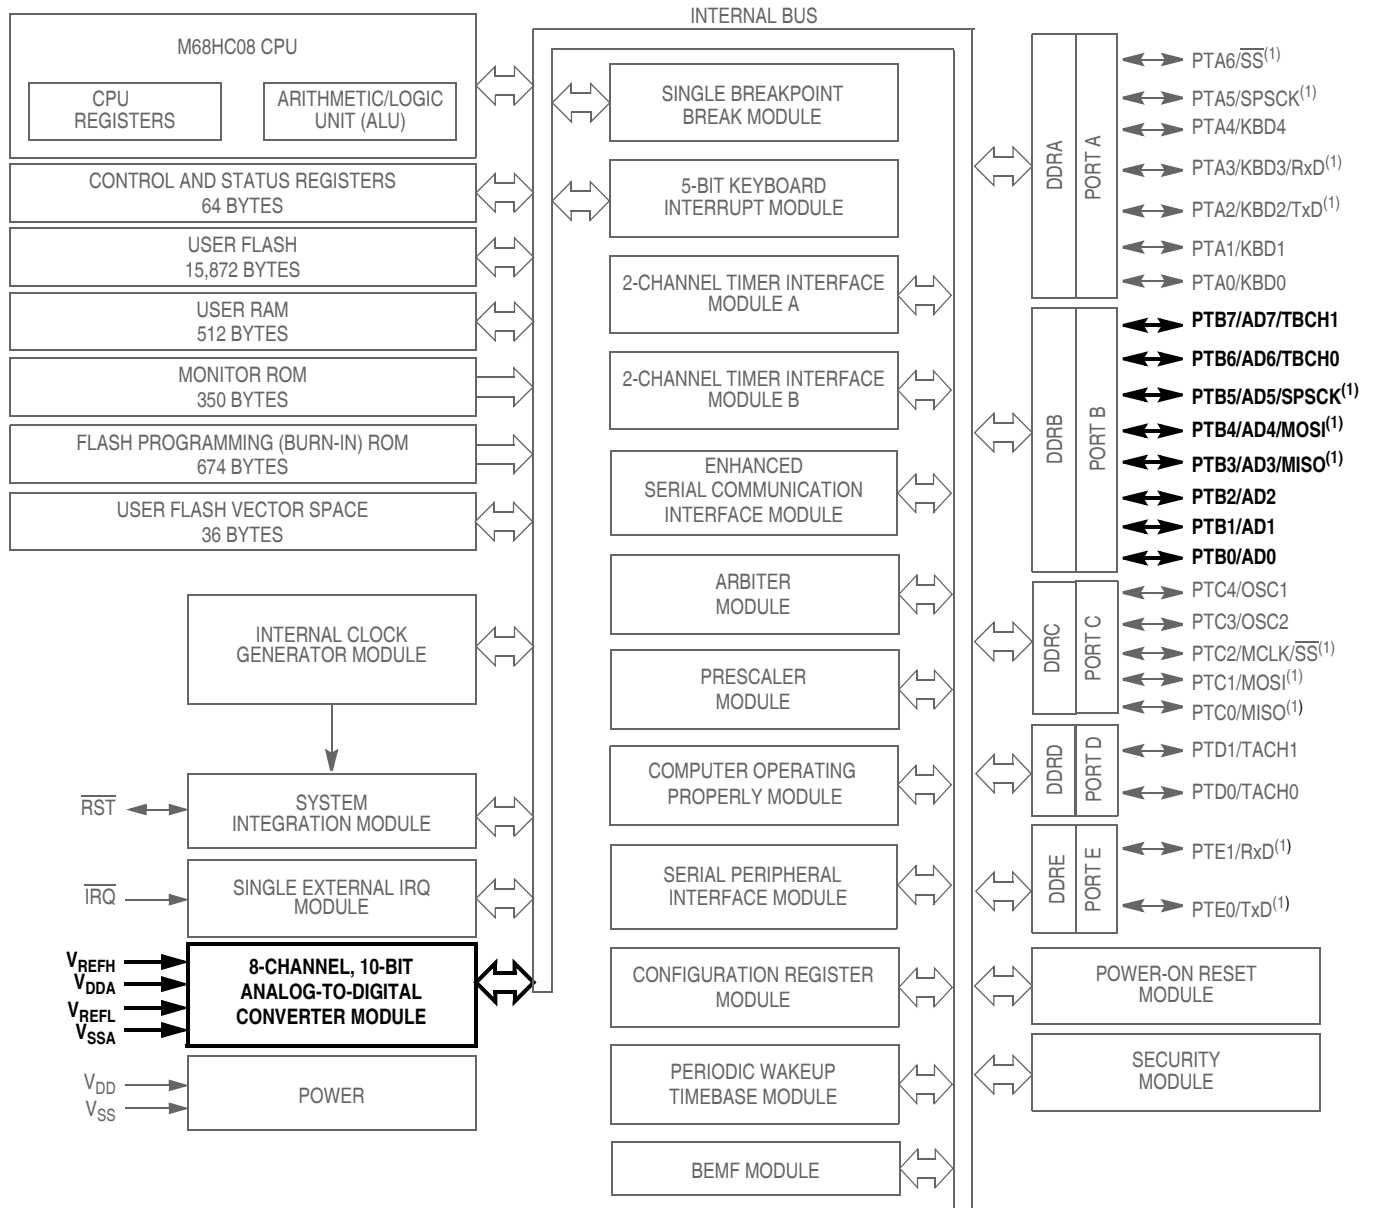 INTERNAL BUS
M68HC08 CPU
CPU
REGISTERS
ARITHMETIC/LOGIC
UNIT (ALU)
CONTROL AND STATUS REGISTERS
64 BYTES
USER FLASH
15,872 BYTES
USER RAM
512 BYTES
MONITOR ROM
350 BYTES
FLASH PROGRAMMING (BURN-IN) ROM
674 BYTES
USER FLASH VECTOR SPACE
36 BYTES
INTERNAL CLOCK
GENERATOR MODULE
RST
SYSTEM
INTEGRATION MODULE
IRQ
SINGLE EXTERNAL IRQ
MODULE
VREFH
VDDA
VREFL
VSSA
8-CHANNEL, 10-BIT
ANALOG-TO-DIGITAL
CONVERTER MODULE
VDD
VSS
POWER
SINGLE BREAKPOINT
BREAK MODULE
5-BIT KEYBOARD
INTERRUPT MODULE
2-CHANNEL TIMER INTERFACE
MODULE A
2-CHANNEL TIMER INTERFACE
MODULE B
ENHANCED
SERIAL COMMUNICATION
INTERFACE MODULE
ARBITER
MODULE
PRESCALER
MODULE
COMPUTER OPERATING
PROPERLY MODULE
SERIAL PERIPHERAL
INTERFACE MODULE
CONFIGURATION REGISTER
MODULE
PERIODIC WAKEUP
TIMEBASE MODULE
BEMF MODULE
DDRA
PORT A
PTA6/SS(1)
PTA5/SPSCK(1)
PTA4/KBD4
PTA3/KBD3/RxD(1)
PTA2/KBD2/TxD(1)
PTA1/KBD1
PTA0/KBD0
DDRB
PORT B
PTB7/AD7/TBCH1
PTB6/AD6/TBCH0
PTB5/AD5/SPSCK(1)
PTB4/AD4/MOSI(1)
PTB3/AD3/MISO(1)
PTB2/AD2
PTB1/AD1
PTB0/AD0
DDRC
PORT C
PTC4/OSC1
PTC3/OSC2
PTC2/MCLK/SS(1)
PTC1/MOSI(1)
PTC0/MISO(1)
DDRD
PORT D
PTD1/TACH1
PTD0/TACH0
DDRE
PORT E
PTE1/RxD(1)
PTE0/TxD(1)
POWER-ON RESET
MODULE
SECURITY
MODULE